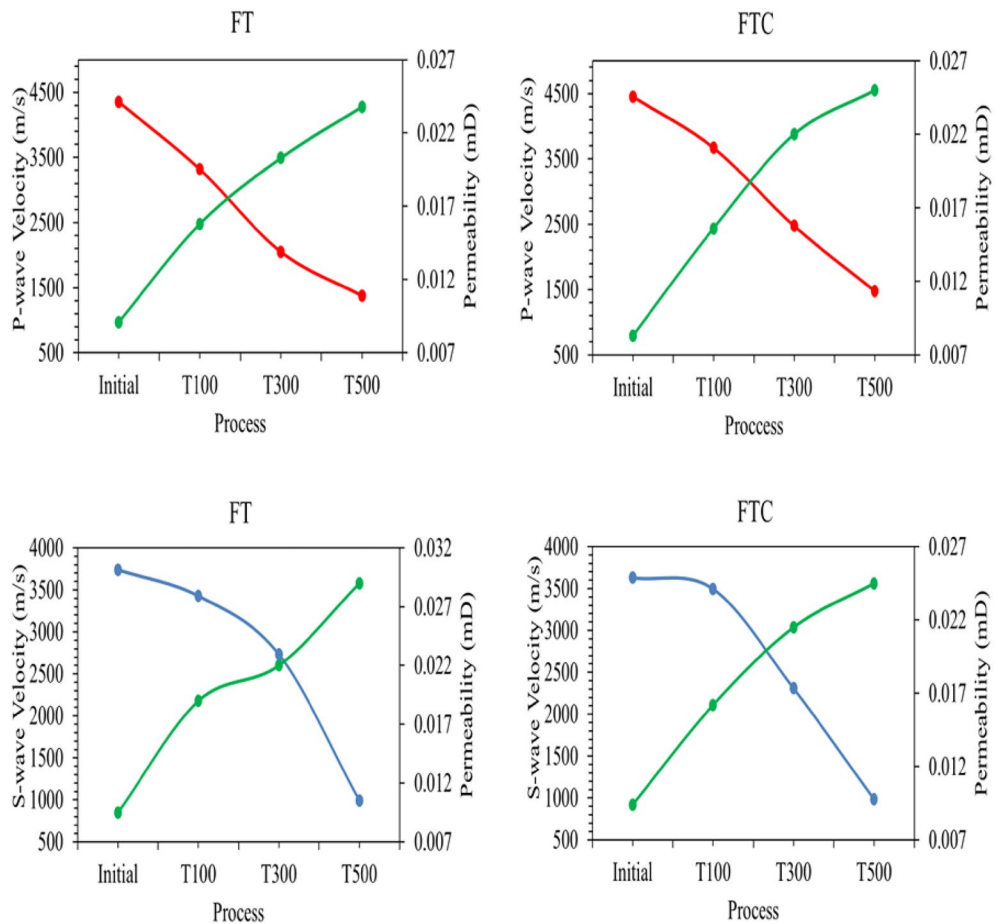 FT
P-wave Velocity (m/s)
4500
3500
2500
1500
500
0.027
0.022
0.017
0.012
0.007
Permeability (mD)
Initial T100 T300 T500
Process
FTC
P-wave Velocity (m/s)
4500
3500
2500
1500
500
0.027
0.022
0.017
0.012
0.007
Permeability (mD)
Initial T100 T300 T500
Proccess
FT
S-wave Velocity (m/s)
4000
3500
3000
2500
2000
1500
1000
500
0.032
0.027
0.022
0.017
0.012
0.007
Permeability (mD)
Initial T100 T300 T500
Process
FTC
S-wave Velocity (m/s)
4000
3500
3000
2500
2000
1500
1000
500
0.027
0.022
0.017
0.012
0.007
Permeability (mD)
Initial T100 T300 T500
Process